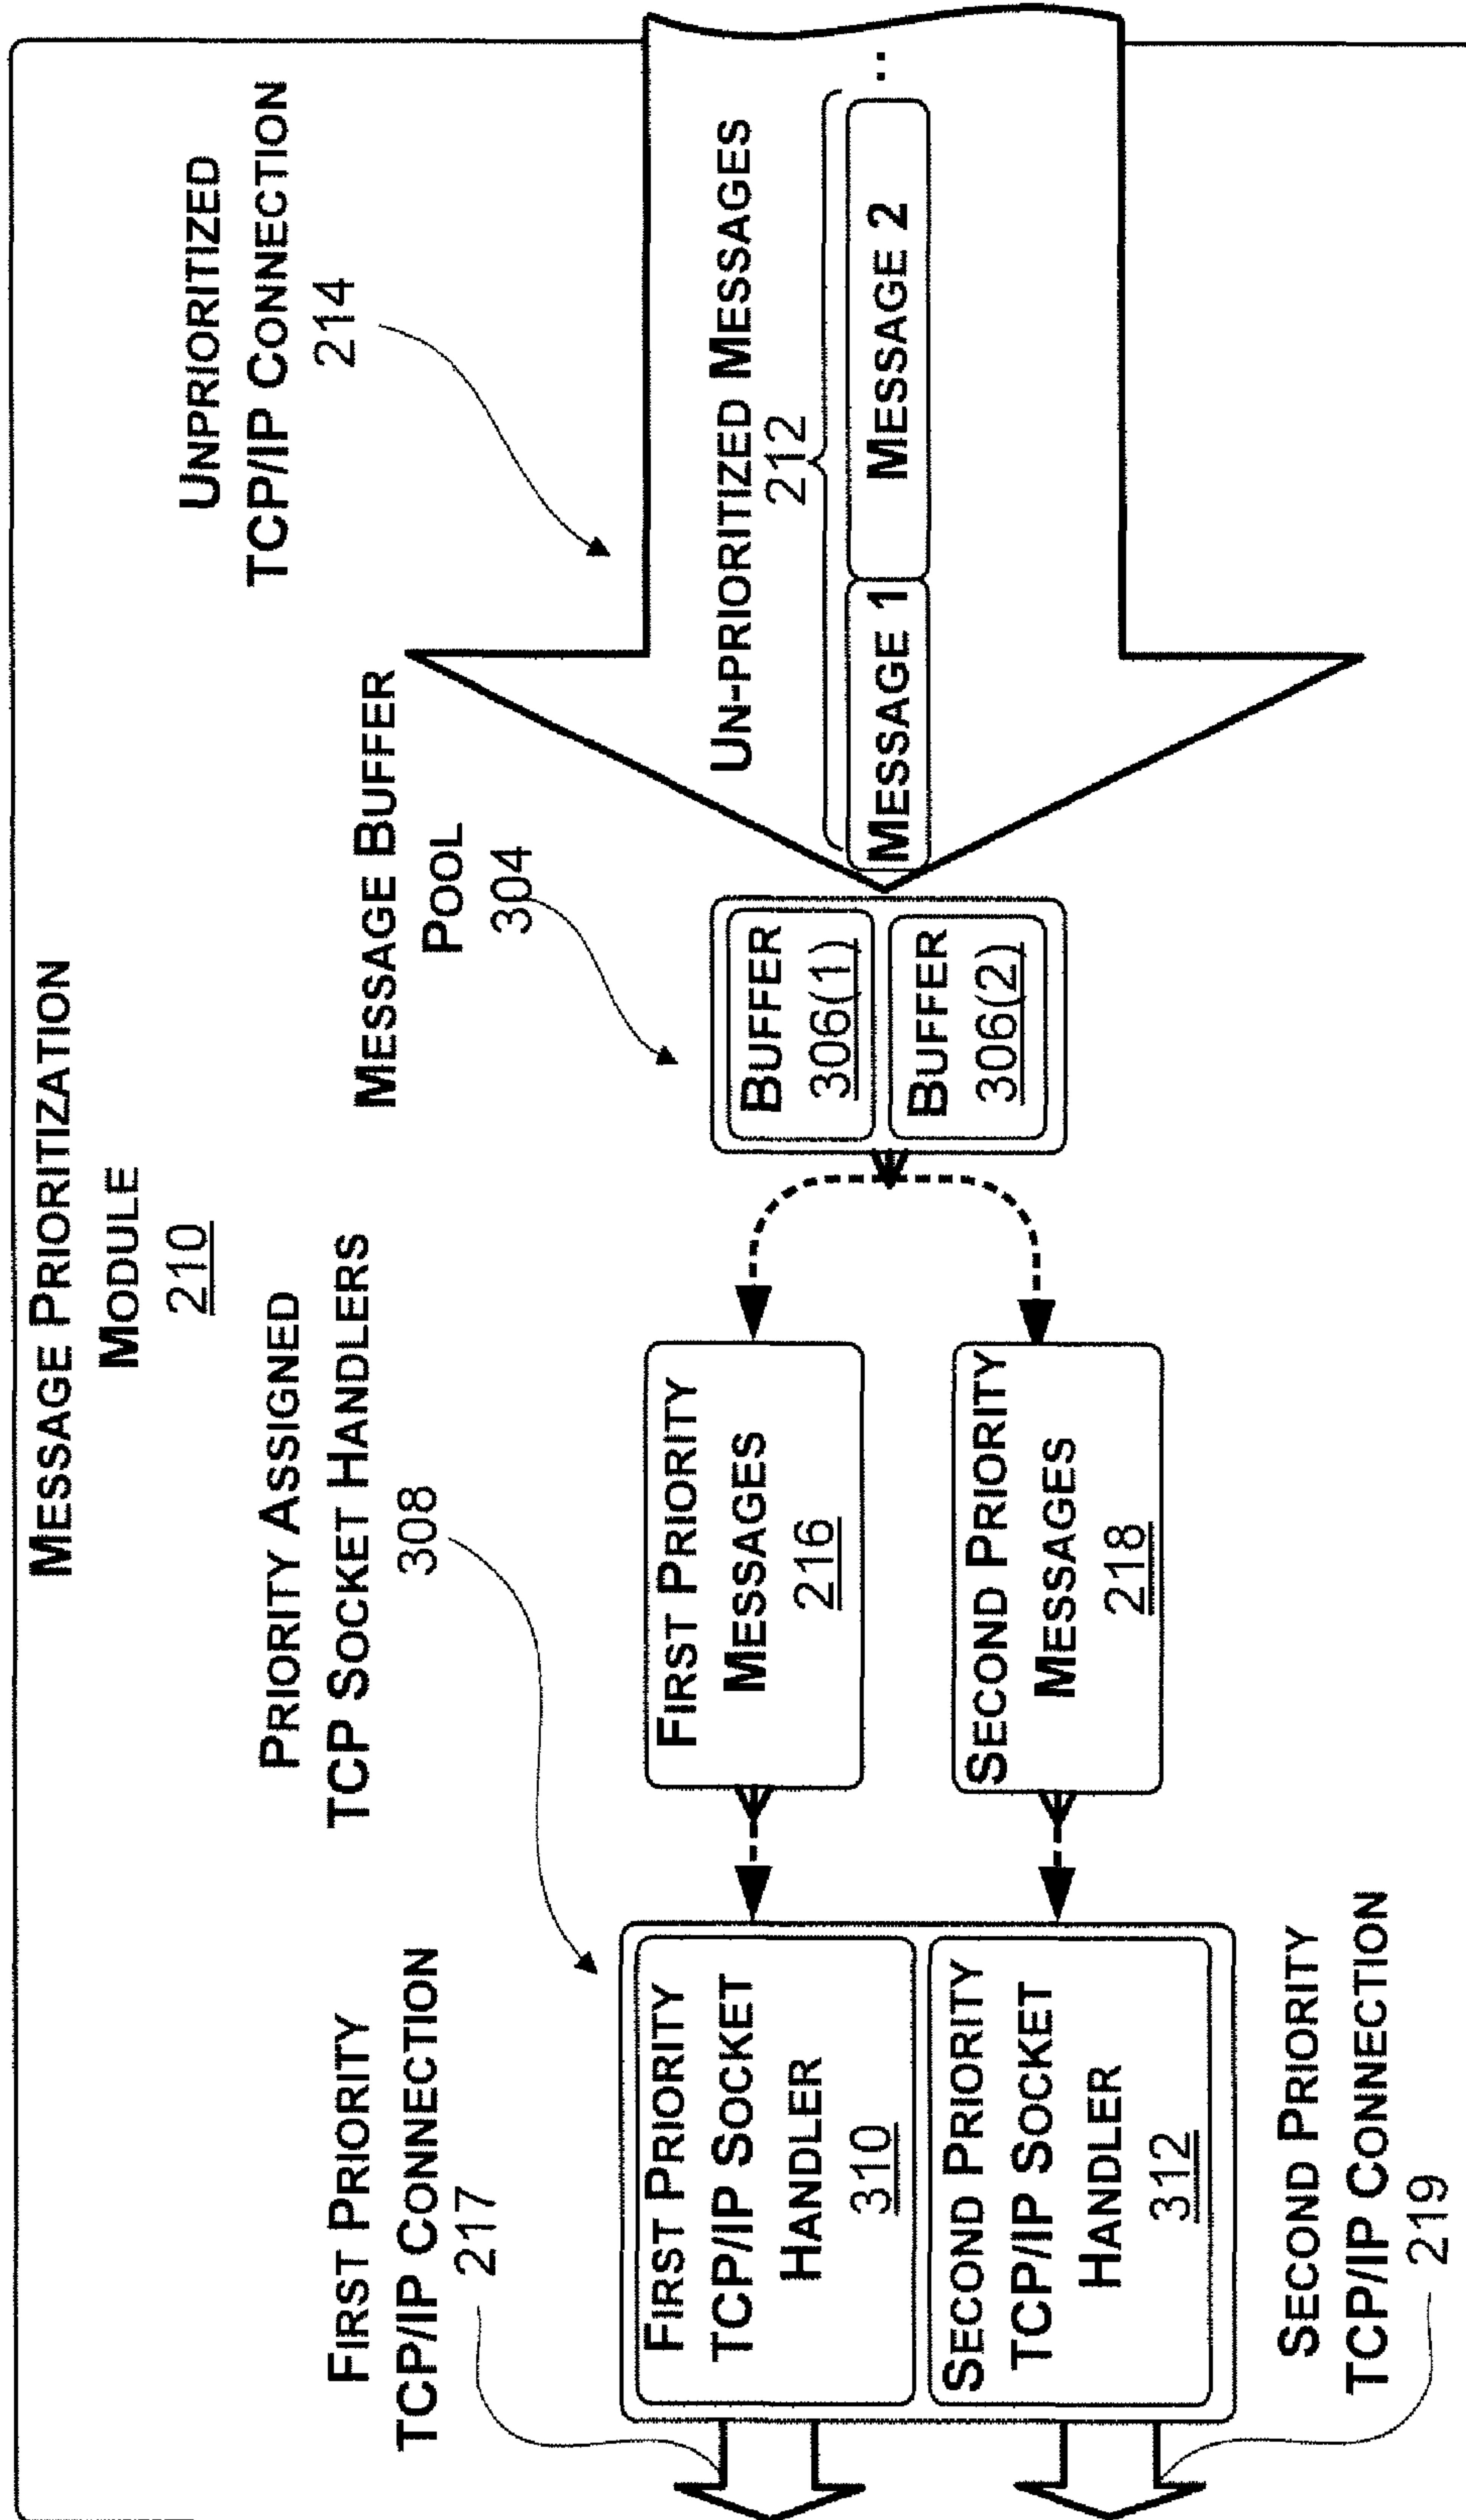 MESSAGE PRIORITIZATION
MODULE
210
UNPRIORITIZED
TCP/IP CONNECTION
214
MESSAGE BUFFER
POOL
304
PRIORITY ASSIGNED
TCP SOCKET HANDLERS
308
FIRST PRIORITY
TCP/IP CONNECTION
217
UN-PRIORITIZED MESSAGES
212
MESSAGE 1
MESSAGE 2
..
BUFFER
306(1)
BUFFER
306(2)
FIRST PRIORITY
MESSAGES
216
SECOND PRIORITY
MESSAGES
218
FIRST PRIORITY
TCP/IP SOCKET
HANDLER
310
SECOND PRIORITY
TCP/IP SOCKET
HANDLER
312
SECOND PRIORITY
TCP/IP CONNECTION
219